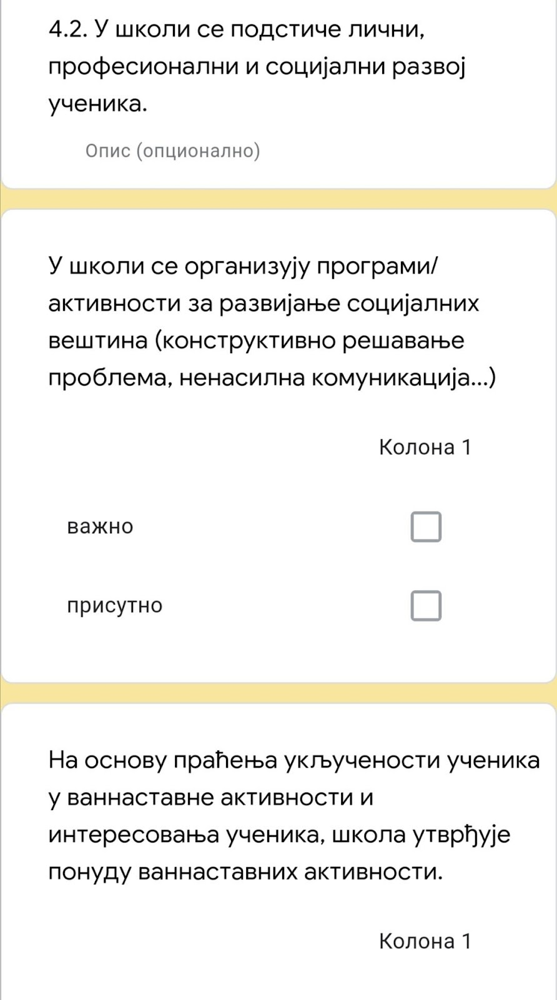 4.2. У школи се подстиче лични,
професионални и социјални развој
ученика.
Опис (опционално)
У школи се организују програми/
активности за развијање социјалних
вештина (конструктивно решавање
проблема, ненасилна комуникација...)
Колона 1
важно
присутно
На основу праћења укључености ученика
у ваннаставне активности и
интересовања ученика, школа утврђује
понуду ваннаставних активности.
Колона 1